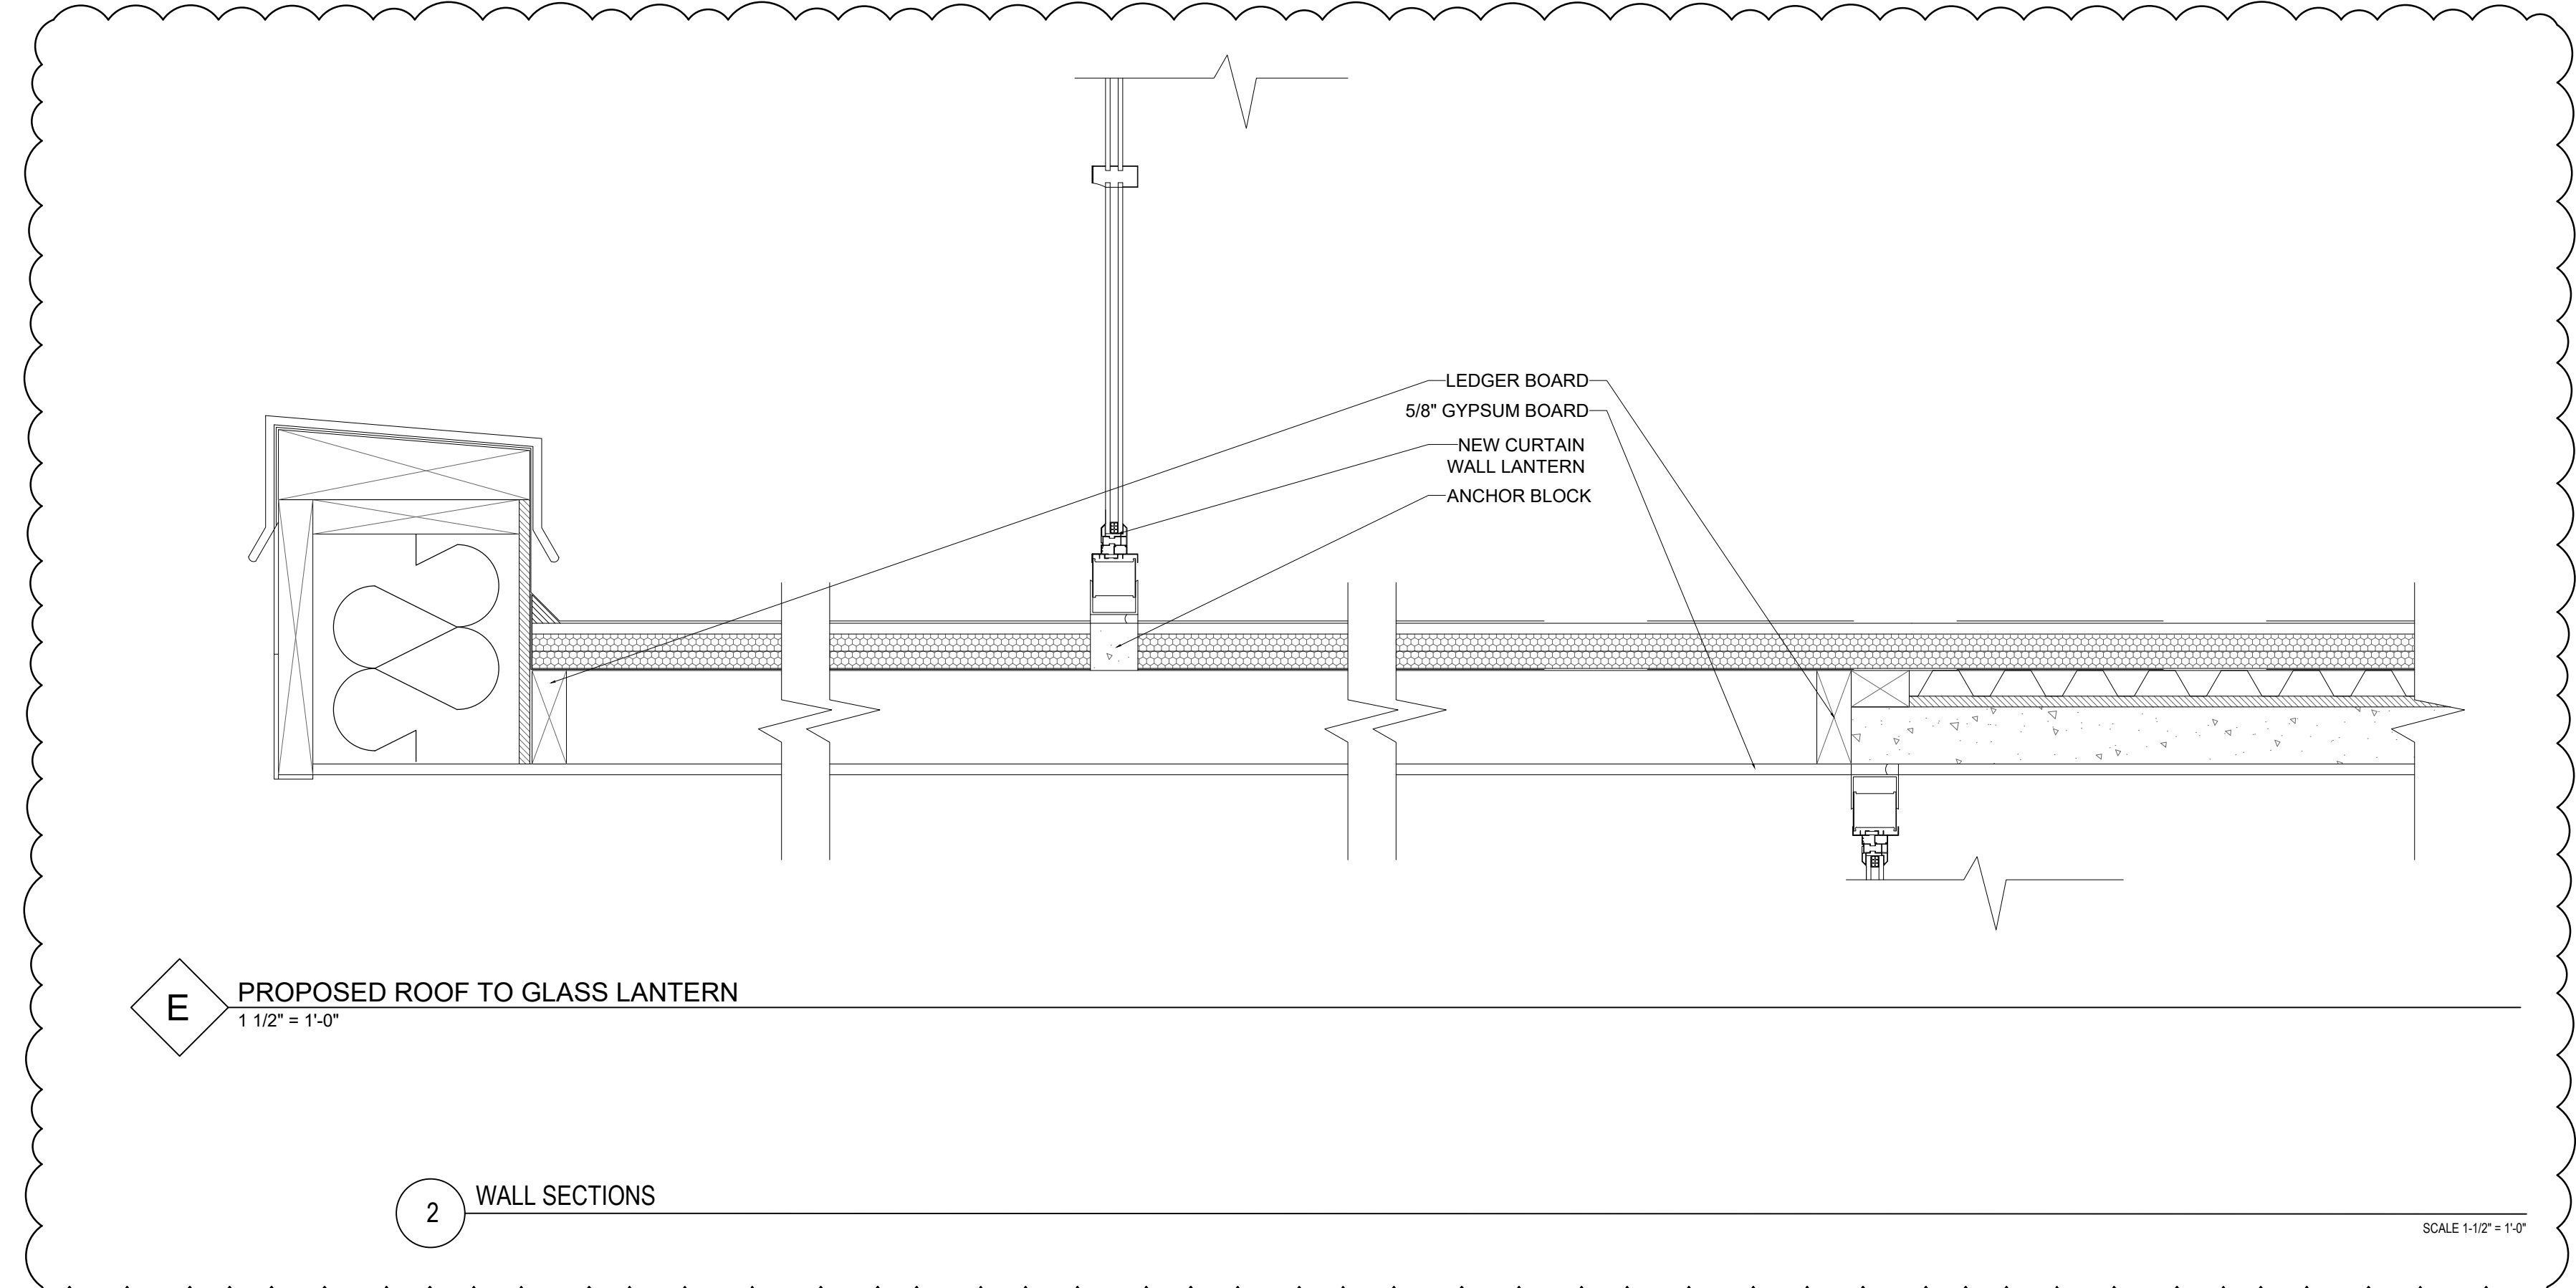 LEDGER BOARD
5/8" GYPSUM BOARD
NEW CURTAIN
WALL LANTERN
ANCHOR BLOCK
E
PROPOSED ROOF TO GLASS LANTERN
1 1/2" = 1'-0"
2
WALL SECTIONS
SCALE 1-1/2" = 1'-0"